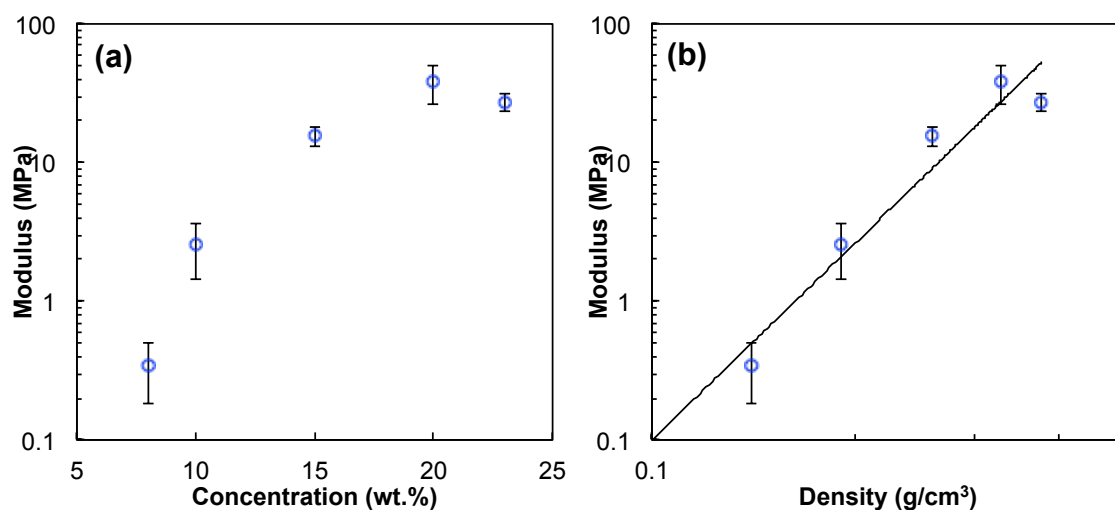 (a)
100
10
1
0.1
Modulus (MPa)
5 10 15 20 25
Concentration (wt.%)
(b)
100
10
1
0.1
Modulus (MPa)
0.1
Density (g/cm³)